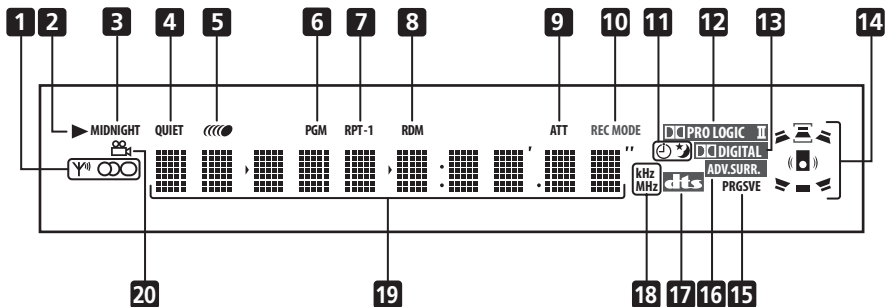 1 2 3 4 5 6 7 8 9 10 11 12 13 14
MIDNIGHT QUIET PGM RPT-1 RDM ATT REC MODE PRO LOGIC II
DIGITAL
kHz ADV.SURR.
MHz dts PRGSVE
20 19 18 17 16 15